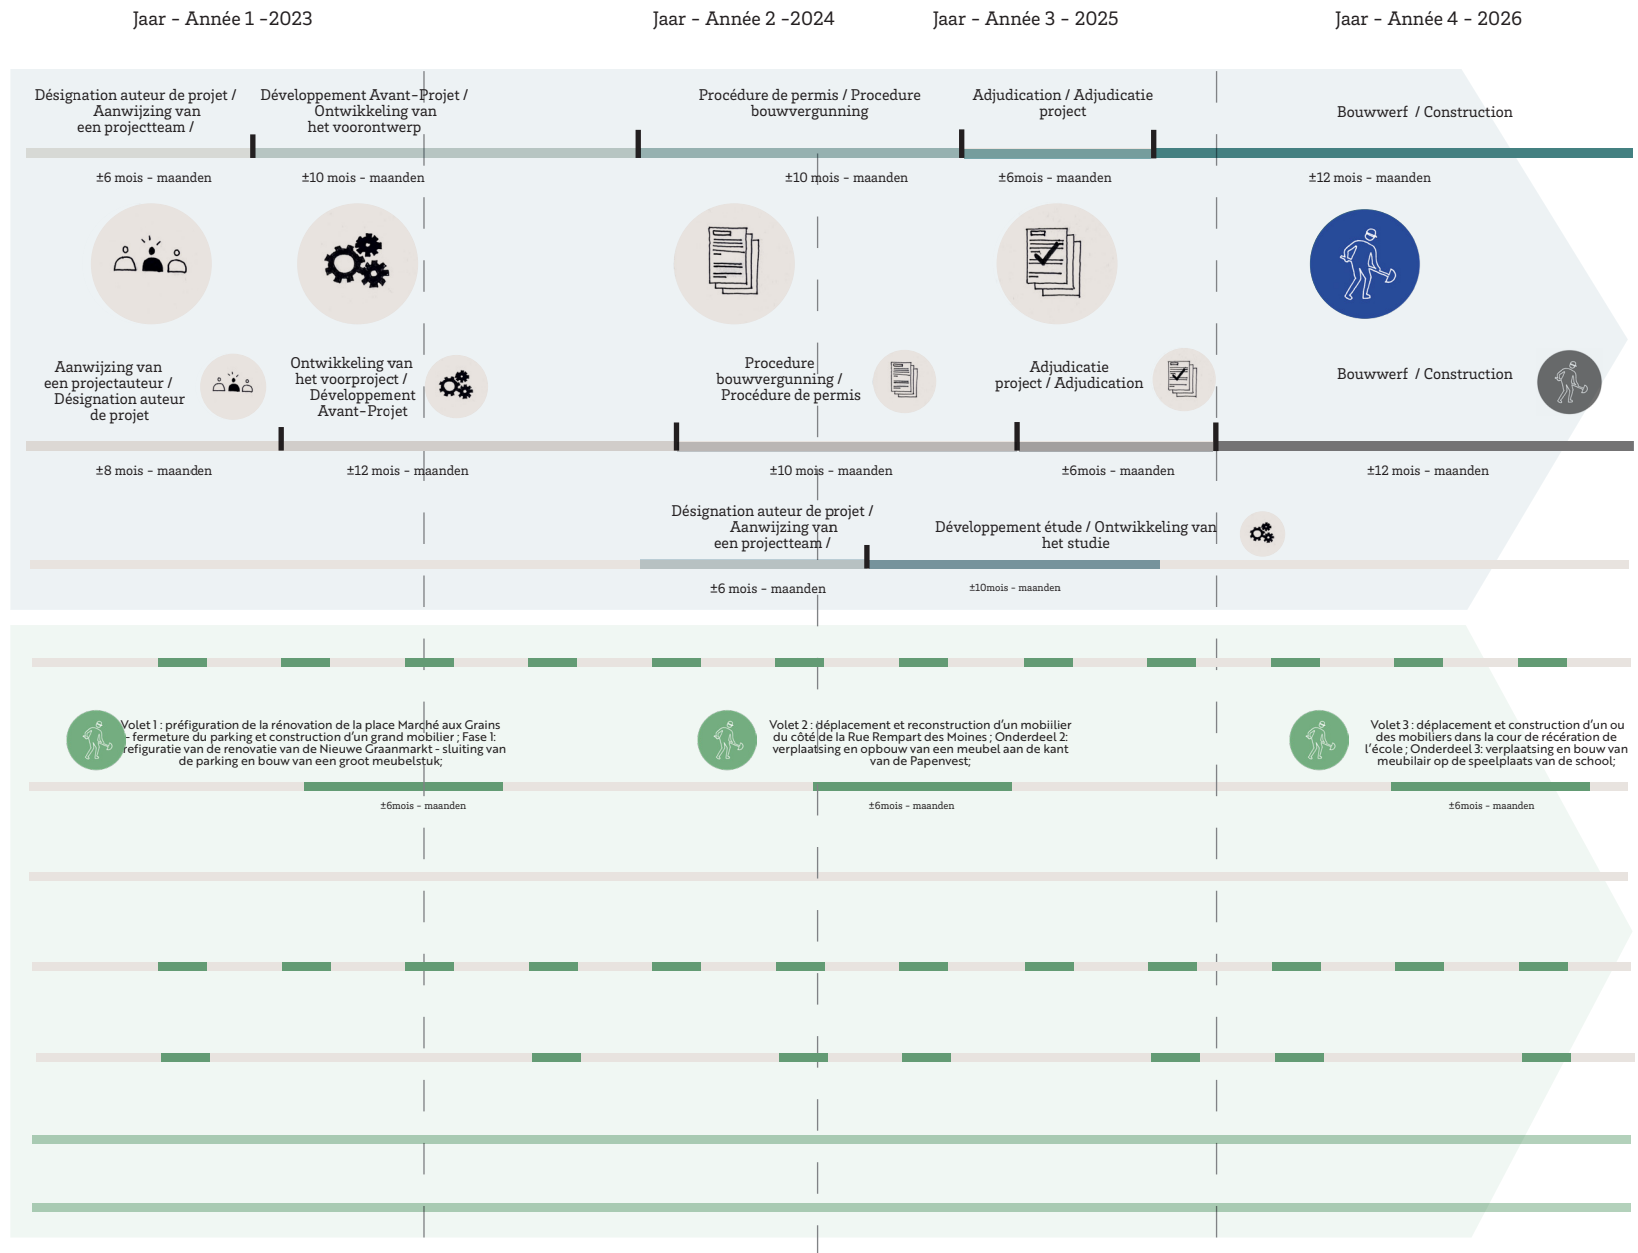 Jaar - Année 1 -2023
Jaar - Année 2 -2024
Jaar - Année 3 - 2025
Jaar - Année 4 - 2026
Désignation auteur de projet /
Aanwijzing van
een projectteam /
Développement Avant-Projet /
Ontwikkeling van
het voorontwerp
Procédure de permis / Procedure
bouwvergunning
Adjudication / Adjudicatie
project
Bouwwerf / Construction
±6 mois - maanden
±10 mois - maanden
±10 mois - maanden
±6mois - maanden
±12 mois - maanden
Aanwijzing van
een projectauteur /
Désignation auteur
de projet
Ontwikkeling van
het voorproject /
Développement
Avant-Projet
Procedure
bouwvergunning /
Procédure de permis
Adjudicatie
project / Adjudication
Bouwwerf / Construction
±8 mois - maanden
±12 mois - maanden
±10 mois - maanden
±6mois - maanden
±12 mois - maanden
Désignation auteur de projet /
Aanwijzing van
een projectteam /
Développement étude / Ontwikkeling van
het studie
±6 mois - maanden
±10mois - maanden
Volet 1 : préfiguration de la rénovation de la place Marché aux Grains
- fermeture du parking et construction d'un grand mobilier ; Fase 1:
refiguratie van de renovatie van de Nieuwe Graanmarkt - sluiting van
de parking en bouw van een groot meubelstuk;
±6mois - maanden
Volet 2 : déplacement et reconstruction d'un mobiilier
du côté de la Rue Rempart des Moines ; Onderdeel 2:
verplaatsing en opbouw van een meubel aan de kant
van de Papenvest;
±6mois - maanden
Volet 3 : déplacement et construction d'un ou
des mobiliers dans la cour de récération de
l'école ; Onderdeel 3: verplaatsing en bouw van
meubilair op de speelplaats van de school;
±6mois - maanden